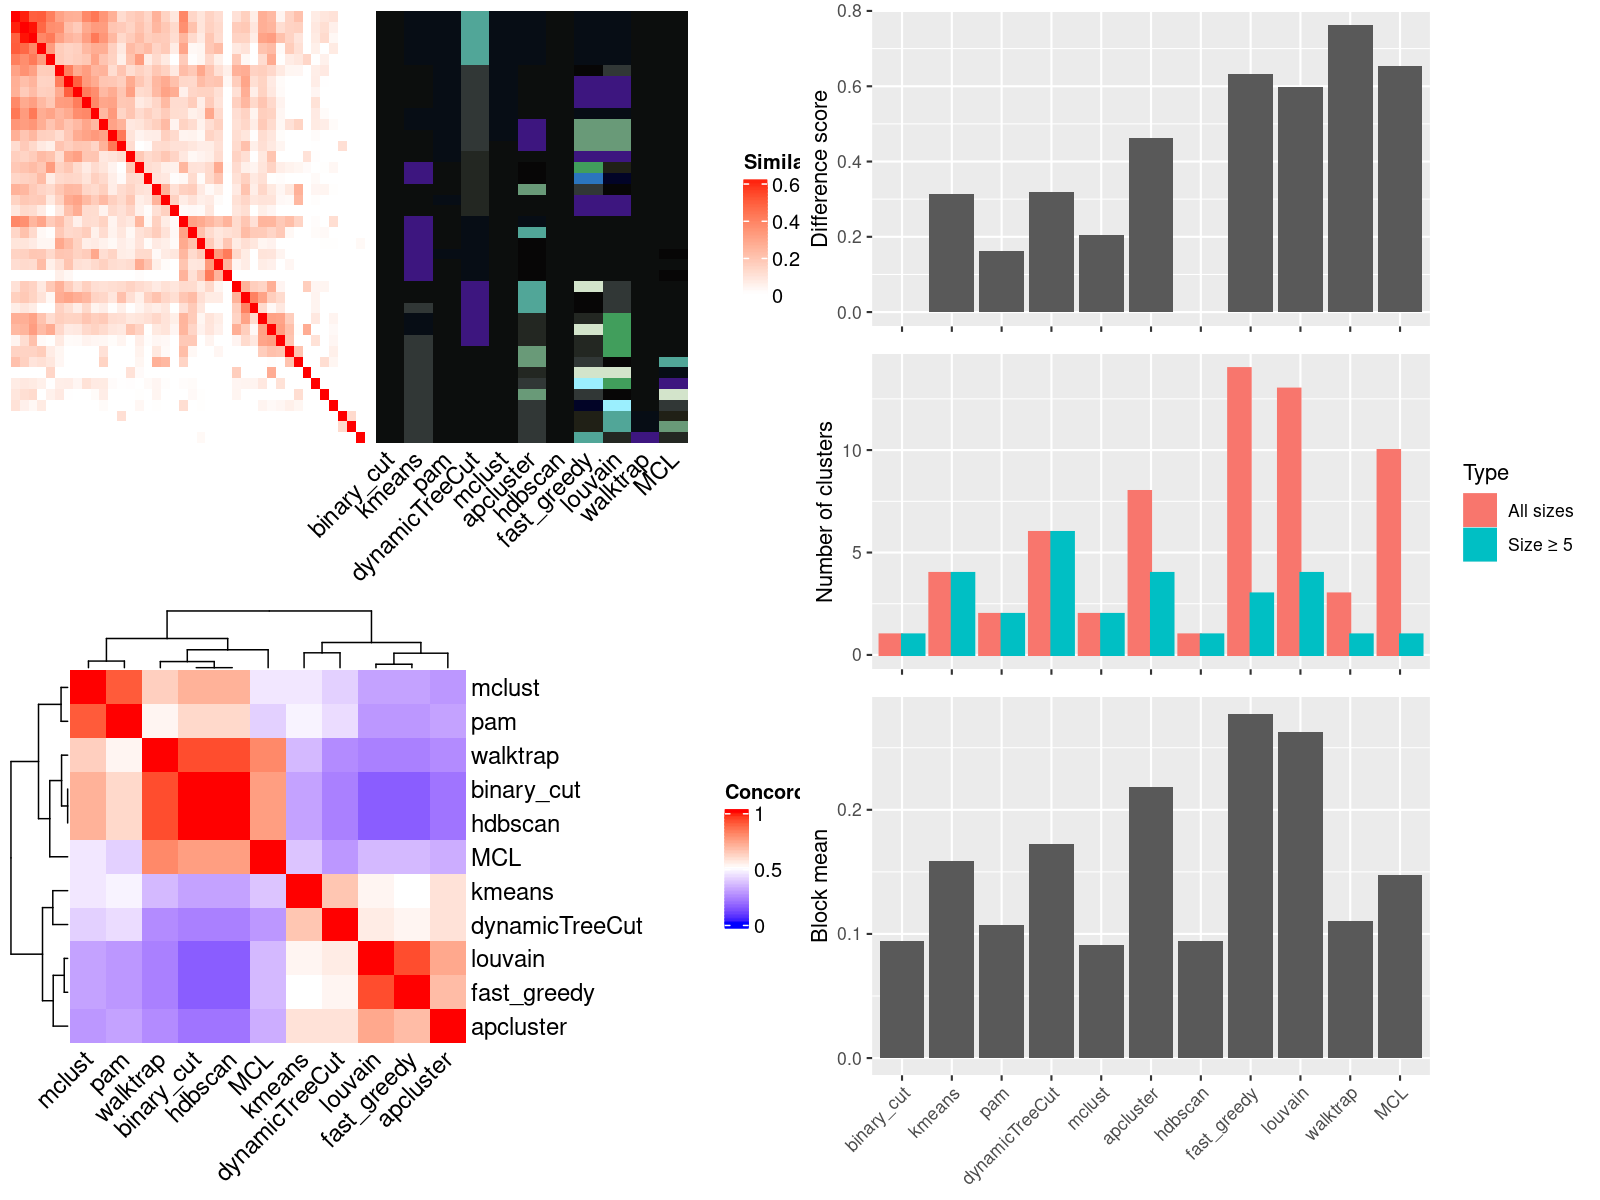 Simila
0.6
0.4
0.2
0
binary_cut
kmeans
pam
dynamicTreeCut
mclust
apcluster
hdbscan
fast_greedy
louvain
walktrap
MCL
Difference score
0.8
0.6
0.4
0.2
0.0
Number of clusters
10
5
0
Type
All sizes
Size ≥ 5
mclust
pam
walktrap
binary_cut
hdbscan
MCL
kmeans
dynamicTreeCut
louvain
fast_greedy
apcluster
mclust
pam
walktrap
binary_cut
hdbscan
MCL
kmeans
dynamicTreeCut
louvain
fast_greedy
apcluster
Concorc
1
0.5
0
Block mean
0.2
0.1
0.0
binary_cut
kmeans
pam
dynamicTreeCut
mclust
apcluster
hdbscan
fast_greedy
louvain
walktrap
MCL